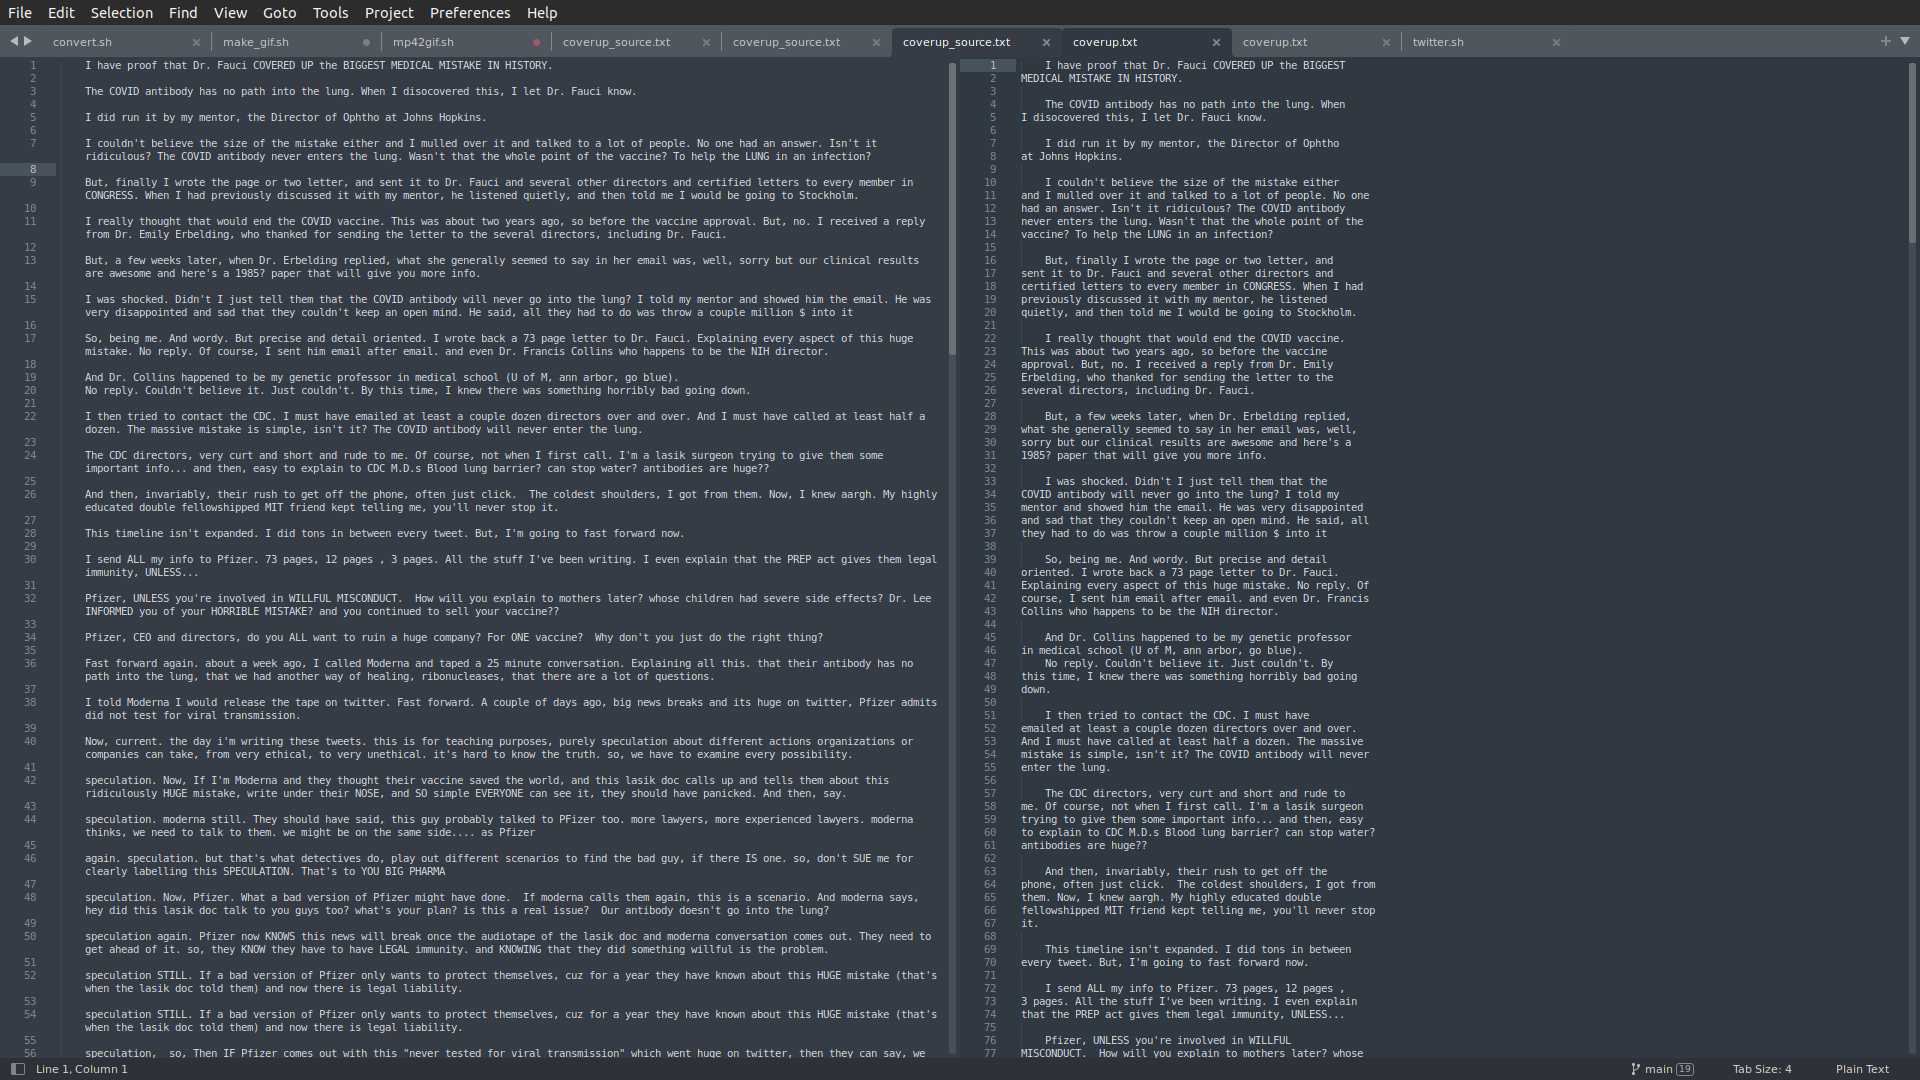 File Edit Selection Find View Goto Tools Project Preferences Help
convert.sh make_gif.sh mp42gif.sh coverup_source.txt coverup_source.txt coverup_source.txt coverup.txt coverup.txt twitter.sh
1 I have proof that Dr. Fauci COVERED UP the BIGGEST MEDICAL MISTAKE IN HISTORY.
2
3 The COVID antibody has no path into the lung. When I disocovered this, I let Dr. Fauci know.
4
5 I did run it by my mentor, the Director of Ophtho at Johns Hopkins.
6
7 I couldn't believe the size of the mistake either and I mulled over it and talked to a lot of people. No one had an answer. Isn't it
ridiculous? The COVID antibody never enters the lung. Wasn't that the whole point of the vaccine? To help the LUNG in an infection?
8
9 But, finally I wrote the page or two letter, and sent it to Dr. Fauci and several other directors and certified letters to every member in
CONGRESS. When I had previously discussed it with my mentor, he listened quietly, and then told me I would be going to Stockholm.
10
11 I really thought that would end the COVID vaccine. This was about two years ago, so before the vaccine approval. But, no. I received a reply
from Dr. Emily Erbelding, who thanked for sending the letter to the several directors, including Dr. Fauci.
12
13 But, a few weeks later, when Dr. Erbelding replied, what she generally seemed to say in her email was, well, sorry but our clinical results
are awesome and here's a 1985? paper that will give you more info.
14
15 I was shocked. Didn't I just tell them that the COVID antibody will never go into the lung? I told my mentor and showed him the email. He was
very disappointed and sad that they couldn't keep an open mind. He said, all they had to do was throw a couple million $ into it
16
17 So, being me. And wordy. But precise and detail oriented. I wrote back a 73 page letter to Dr. Fauci. Explaining every aspect of this huge
mistake. No reply. Of course, I sent him email after email. and even Dr. Francis Collins who happens to be the NIH director.
18
19 And Dr. Collins happened to be my genetic professor in medical school (U of M, ann arbor, go blue).
20 No reply. Couldn't believe it. Just couldn't. By this time, I knew there was something horribly bad going down.
21
22 I then tried to contact the CDC. I must have emailed at least a couple dozen directors over and over. And I must have called at least half a
dozen. The massive mistake is simple, isn't it? The COVID antibody will never enter the lung.
23
24 The CDC directors, very curt and short and rude to me. Of course, not when I first call. I'm a lasik surgeon trying to give them some
important info... and then, easy to explain to CDC M.D.s Blood lung barrier? can stop water? antibodies are huge??
25
26 And then, invariably, their rush to get off the phone, often just click.  The coldest shoulders, I got from them. Now, I knew aargh. My highly
educated double fellowshipped MIT friend kept telling me, you'll never stop it.
27
28 This timeline isn't expanded. I did tons in between every tweet. But, I'm going to fast forward now.
29
30 I send ALL my info to Pfizer. 73 pages, 12 pages , 3 pages. All the stuff I've been writing. I even explain that the PREP act gives them legal
immunity, UNLESS...
31
32 Pfizer, UNLESS you're involved in WILLFUL MISCONDUCT.  How will you explain to mothers later? whose children had severe side effects? Dr. Lee
INFORMED you of your HORRIBLE MISTAKE? and you continued to sell your vaccine??
33
34 Pfizer, CEO and directors, do you ALL want to ruin a huge company? For ONE vaccine?  Why don't you just do the right thing?
35
36 Fast forward again. about a week ago, I called Moderna and taped a 25 minute conversation. Explaining all this. that their antibody has no
path into the lung, that we had another way of healing, ribonucleases, that there are a lot of questions.
37
38 I told Moderna I would release the tape on twitter. Fast forward. A couple of days ago, big news breaks and its huge on twitter, Pfizer admits
did not test for viral transmission.
39
40 Now, current. the day i'm writing these tweets. this is for teaching purposes, purely speculation about different actions organizations or
companies can take, from very ethical, to very unethical. it's hard to know the truth. so, we have to examine every possibility.
41
42 speculation. Now, If I'm Moderna and they thought their vaccine saved the world, and this lasik doc calls up and tells them about this
ridiculously HUGE mistake, write under their NOSE, and SO simple EVERYONE can see it, they should have panicked. And then, say.
43
44 speculation. moderna still. They should have said, this guy probably talked to PFizer too. more lawyers, more experienced lawyers. moderna
thinks, we need to talk to them. we might be on the same side.... as Pfizer
45
46 again. speculation. but that's what detectives do, play out different scenarios to find the bad guy, if there IS one. so, don't SUE me for
clearly labelling this SPECULATION. That's to YOU BIG PHARMA
47
48 speculation. Now, Pfizer. What a bad version of Pfizer might have done.  If moderna calls them again, this is a scenario. And moderna says,
hey did this lasik doc talk to you guys too? what's your plan? is this a real issue?  Our antibody doesn't go into the lung?
49
50 speculation again. Pfizer now KNOWS this news will break once the audiotape of the lasik doc and moderna conversation comes out. They need to
get ahead of it. so, they KNOW they have to have LEGAL immunity. and KNOWING that they did something willful is the problem.
51
52 speculation STILL. If a bad version of Pfizer only wants to protect themselves, cuz for a year they have known about this HUGE mistake (that's
when the lasik doc told them) and now there is legal liability.
53
54 speculation STILL. If a bad version of Pfizer only wants to protect themselves, cuz for a year they have known about this HUGE mistake (that's
when the lasik doc told them) and now there is legal liability.
55
56 speculation,  so, Then IF Pfizer comes out with this "never tested for viral transmission" which went huge on twitter, then they can say, we
1 I have proof that Dr. Fauci COVERED UP the BIGGEST
2 MEDICAL MISTAKE IN HISTORY.
3
4 The COVID antibody has no path into the lung. When
5 I disocovered this, I let Dr. Fauci know.
6
7 I did run it by my mentor, the Director of Ophtho
8 at Johns Hopkins.
9
10 I couldn't believe the size of the mistake either
11 and I mulled over it and talked to a lot of people. No one
12 had an answer. Isn't it ridiculous? The COVID antibody
13 never enters the lung. Wasn't that the whole point of the
14 vaccine? To help the LUNG in an infection?
15
16 But, finally I wrote the page or two letter, and
17 sent it to Dr. Fauci and several other directors and
18 certified letters to every member in CONGRESS. When I had
19 previously discussed it with my mentor, he listened
20 quietly, and then told me I would be going to Stockholm.
21
22 I really thought that would end the COVID vaccine.
23 This was about two years ago, so before the vaccine
24 approval. But, no. I received a reply from Dr. Emily
25 Erbelding, who thanked for sending the letter to the
26 several directors, including Dr. Fauci.
27
28 But, a few weeks later, when Dr. Erbelding replied,
29 what she generally seemed to say in her email was, well,
30 sorry but our clinical results are awesome and here's a
31 1985? paper that will give you more info.
32
33 I was shocked. Didn't I just tell them that the
34 COVID antibody will never go into the lung? I told my
35 mentor and showed him the email. He was very disappointed
36 and sad that they couldn't keep an open mind. He said, all
37 they had to do was throw a couple million $ into it
38
39 So, being me. And wordy. But precise and detail
40 oriented. I wrote back a 73 page letter to Dr. Fauci.
41 Explaining every aspect of this huge mistake. No reply. Of
42 course, I sent him email after email. and even Dr. Francis
43 Collins who happens to be the NIH director.
44
45 And Dr. Collins happened to be my genetic professor
46 in medical school (U of M, ann arbor, go blue).
47 No reply. Couldn't believe it. Just couldn't. By
48 this time, I knew there was something horribly bad going
49 down.
50
51 I then tried to contact the CDC. I must have
52 emailed at least a couple dozen directors over and over.
53 And I must have called at least half a dozen. The massive
54 mistake is simple, isn't it? The COVID antibody will never
55 enter the lung.
56
57 The CDC directors, very curt and short and rude to
58 me. Of course, not when I first call. I'm a lasik surgeon
59 trying to give them some important info... and then, easy
60 to explain to CDC M.D.s Blood lung barrier? can stop water?
61 antibodies are huge??
62
63 And then, invariably, their rush to get off the
64 phone, often just click.  The coldest shoulders, I got from
65 them. Now, I knew aargh. My highly educated double
66 fellowshipped MIT friend kept telling me, you'll never stop
67 it.
68
69 This timeline isn't expanded. I did tons in between
70 every tweet. But, I'm going to fast forward now.
71
72 I send ALL my info to Pfizer. 73 pages, 12 pages ,
73 3 pages. All the stuff I've been writing. I even explain
74 that the PREP act gives them legal immunity, UNLESS...
75
76 Pfizer, UNLESS you're involved in WILLFUL
77 MISCONDUCT.  How will you explain to mothers later? whose
Line 1, Column 1 main 19 Tab Size: 4 Plain Text